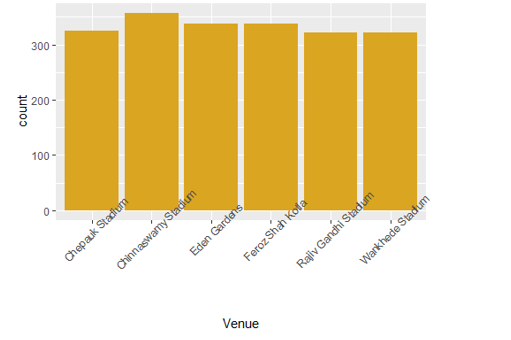 count
300
200
100
0
Chepauk Stadium
Chinnaswamy Stadium
Eden Gardens
Feroz Shah Kotla
Rajiv Gandhi Stadium
Wankhede Stadium
Venue